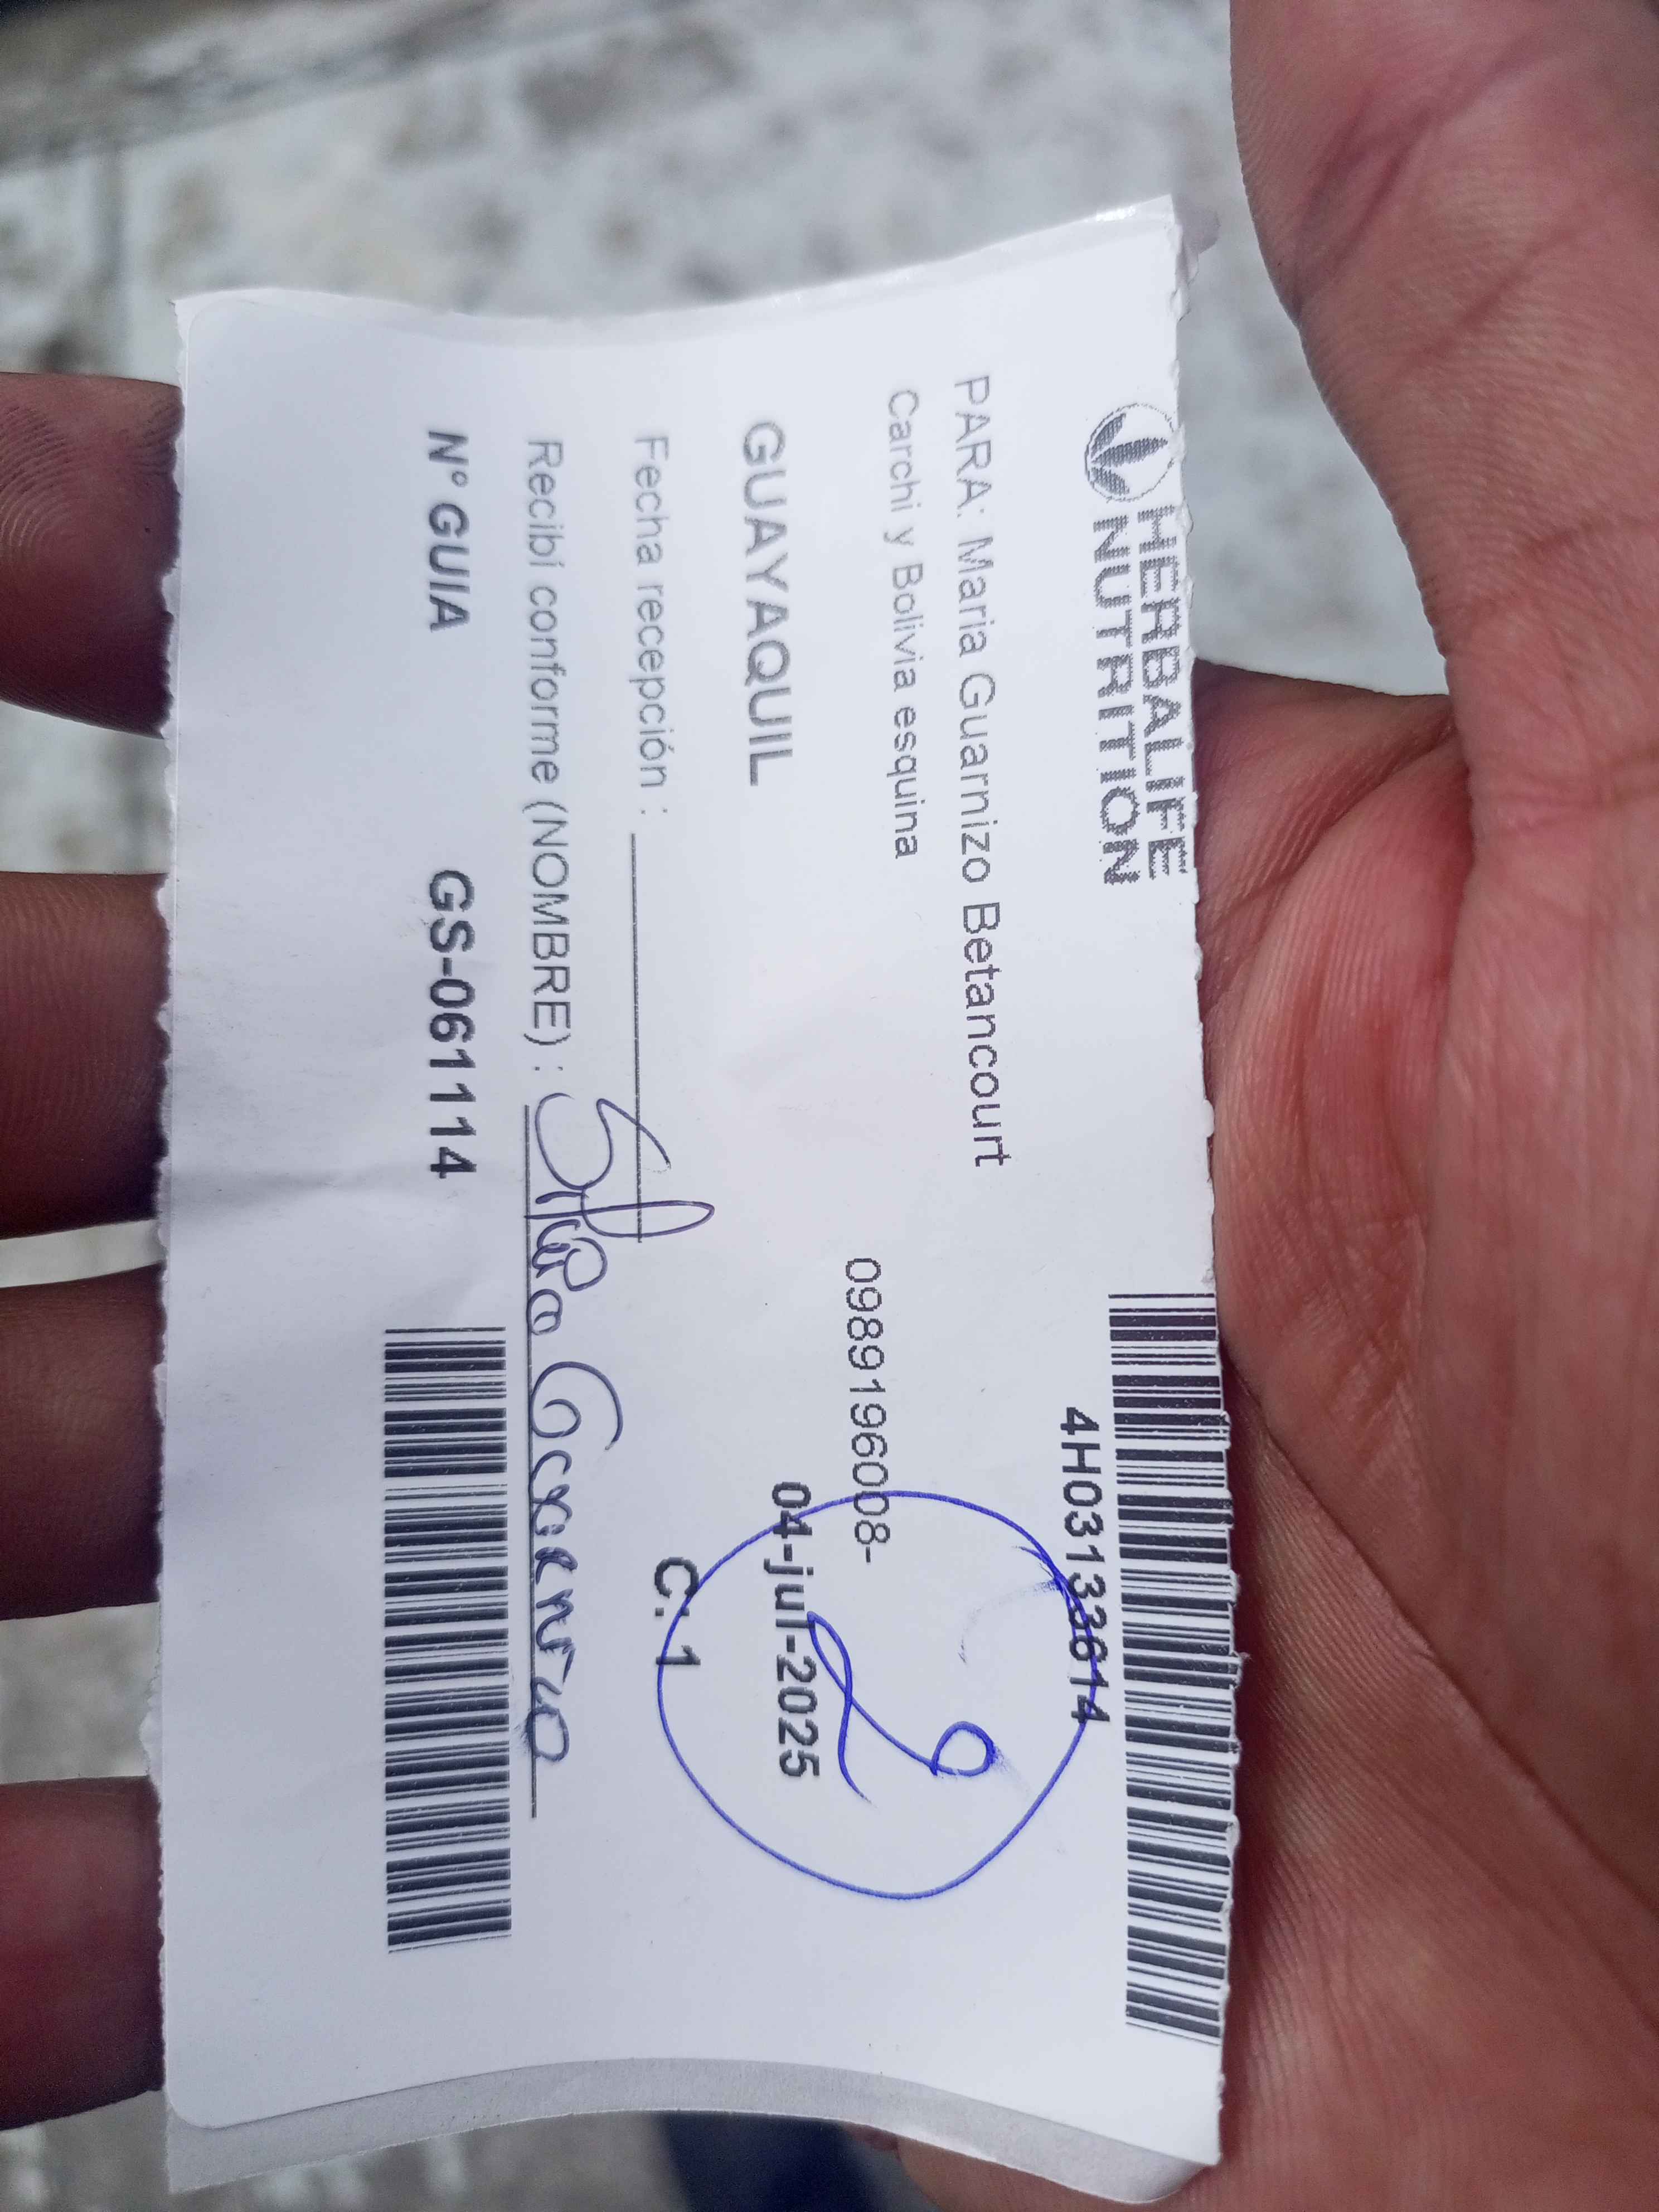 HERBALIFE
NUTRITION
4H03133614
PARA: Maria Guarnizo Betancourt
Carchi y Bolivia esquina
0989196008-
GUAYAQUIL
04-jul-2025
2
Fecha recepción :
C: 1
Recibí conforme (NOMBRE) :
N° GUIA
GS-061114